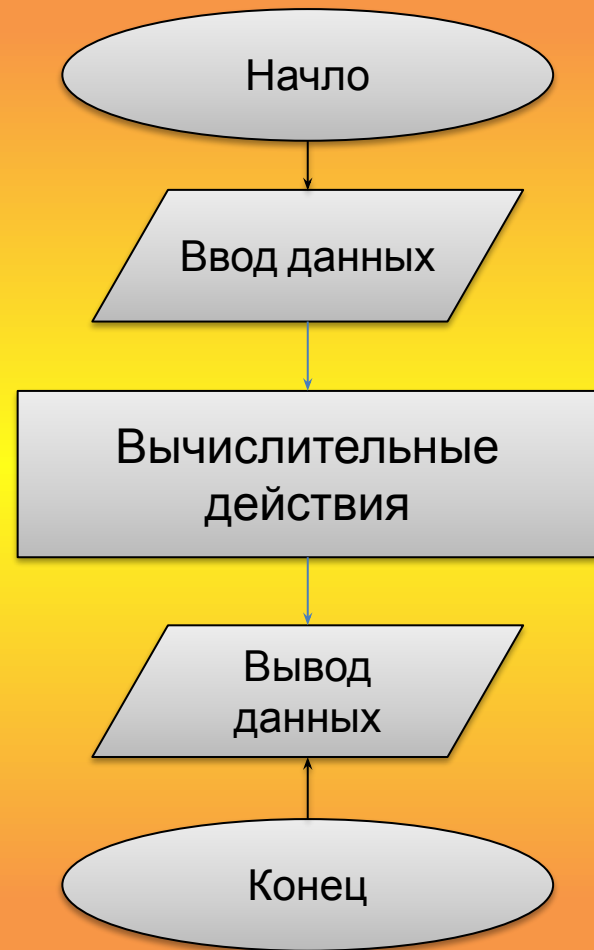 Начло
Ввод данных
Вычислительные
действия
Вывод
данных
Конец